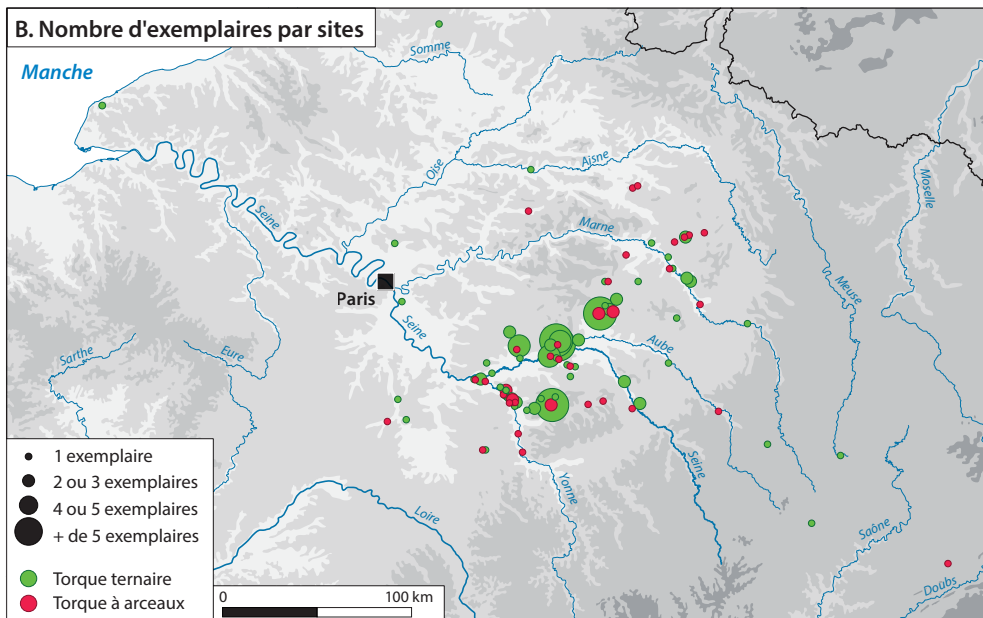 B. Nombre d'exemplaires par sites
Manche
Somme
Oise
Aisne
Moselle
Seine
Marne
Meuse
Paris
Seine
Aube
Sarthe
Eure
Seine
Yonne
Loire
Saône
Doubs
1 exemplaire
2 ou 3 exemplaires
4 ou 5 exemplaires
+ de 5 exemplaires
Torque ternaire
Torque à arceaux
0 100 km